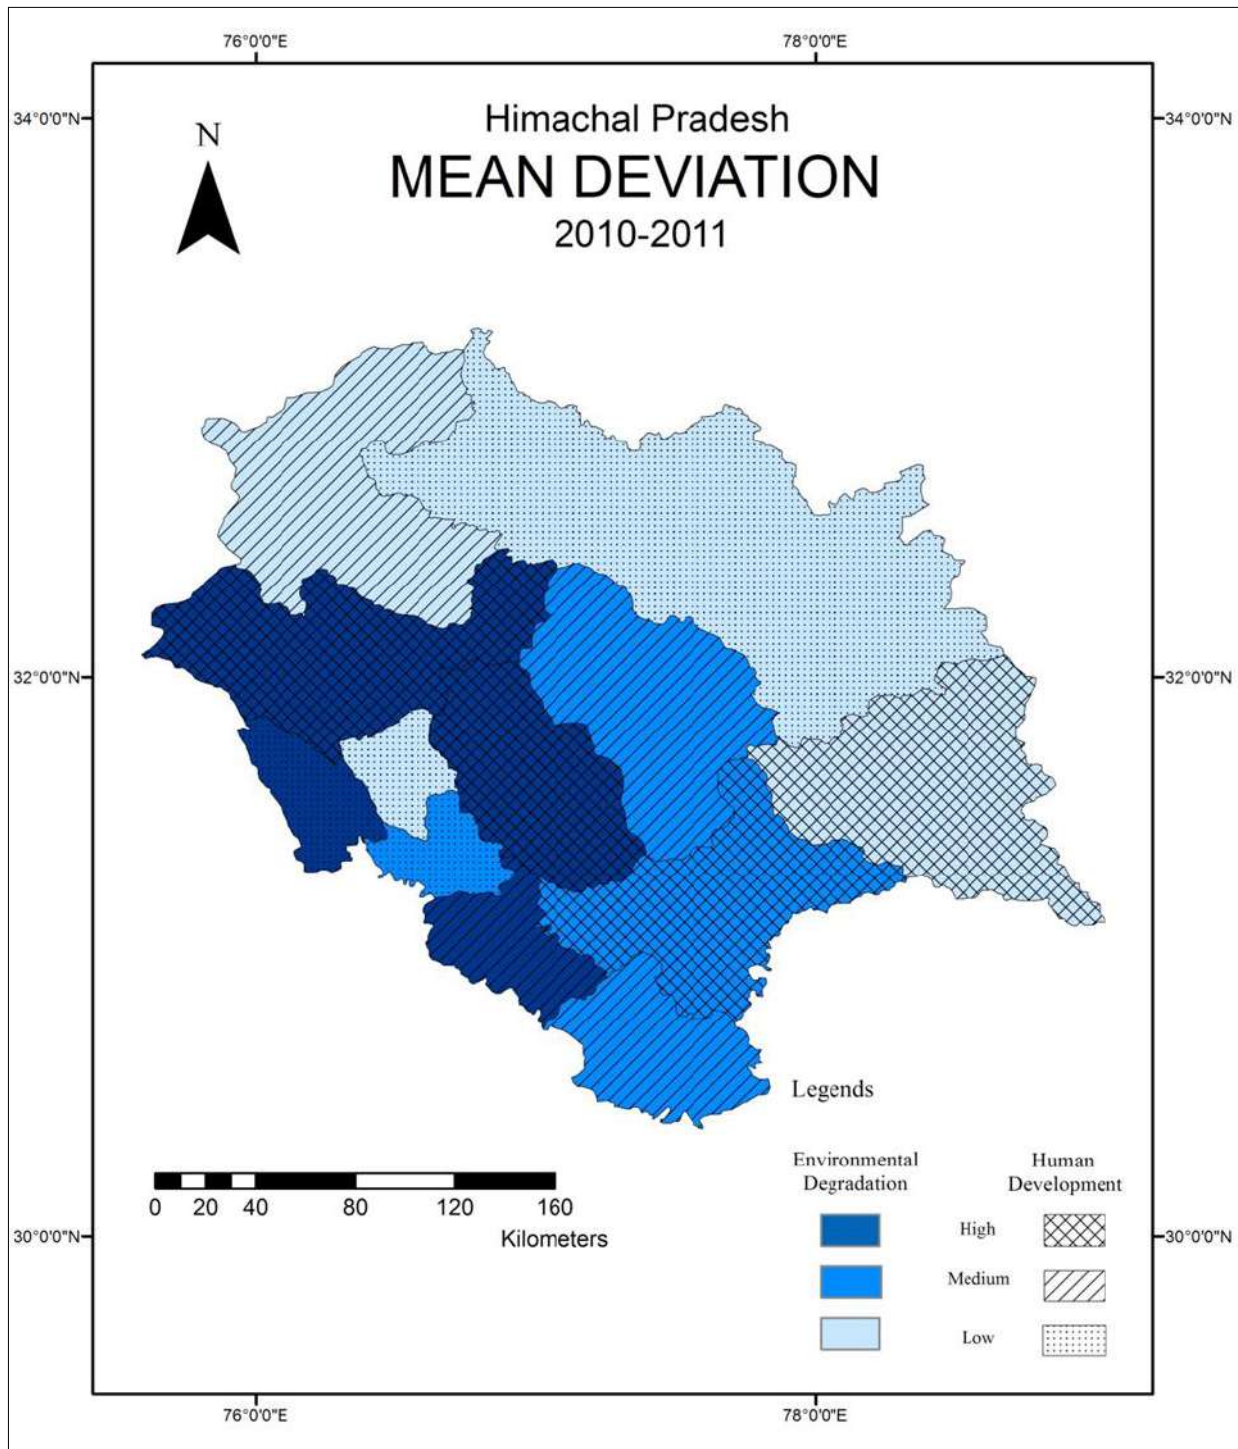 76°0'0"E 78°0'0"E
34°0'0"N 34°0'0"N
N
Himachal Pradesh
MEAN DEVIATION
2010-2011
32°0'0"N 32°0'0"N
Legends
Environmental
Degradation
Human
Development
High
Medium
Low
0 20 40 80 120 160
Kilometers
30°0'0"N 30°0'0"N
76°0'0"E 78°0'0"E